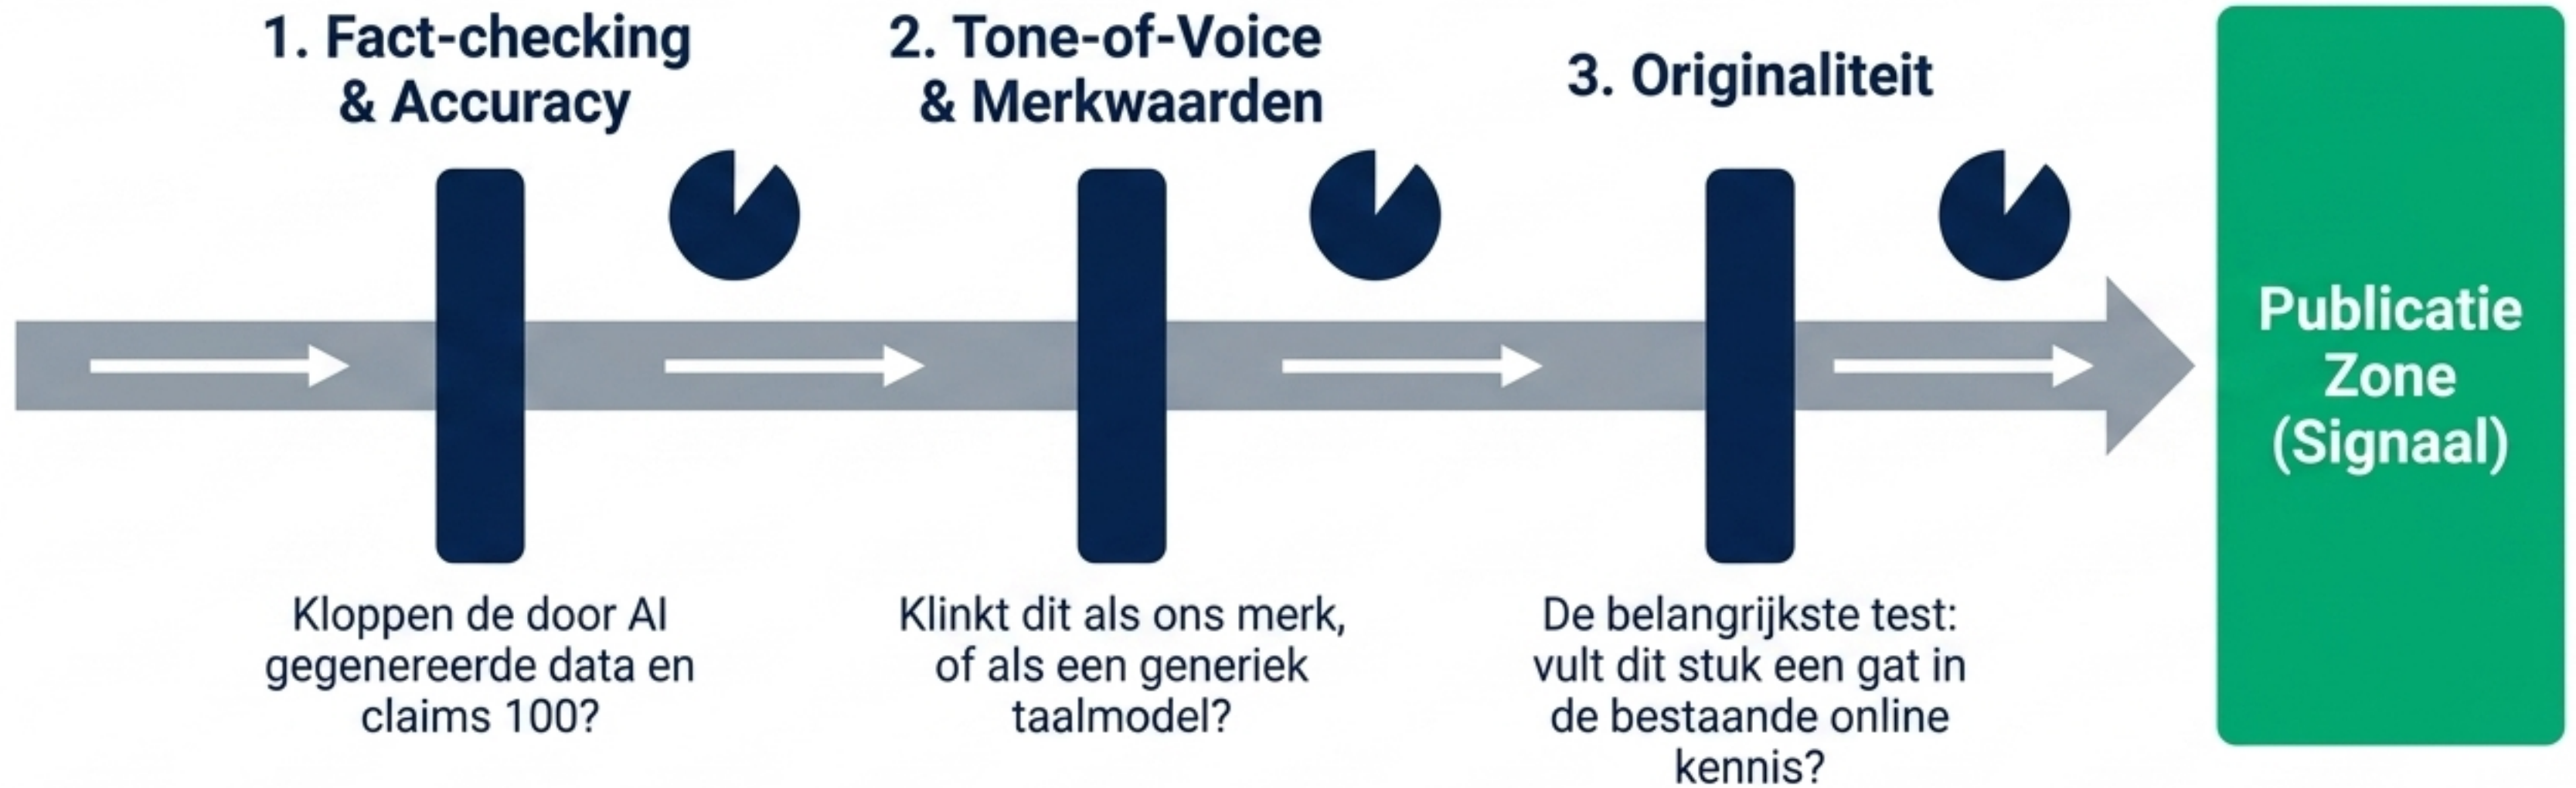 1. Fact-checking
& Accuracy
Kloppen de door AI
gegenereerde data en
claims 100?
2. Tone-of-Voice
& Merkwaarden
Klinkt dit als ons merk,
of als een generiek
taalmodel?
3. Originaliteit
De belangrijkste test:
vult dit stuk een gat in
de bestaande online
kennis?
Publicatie
Zone
(Signaal)